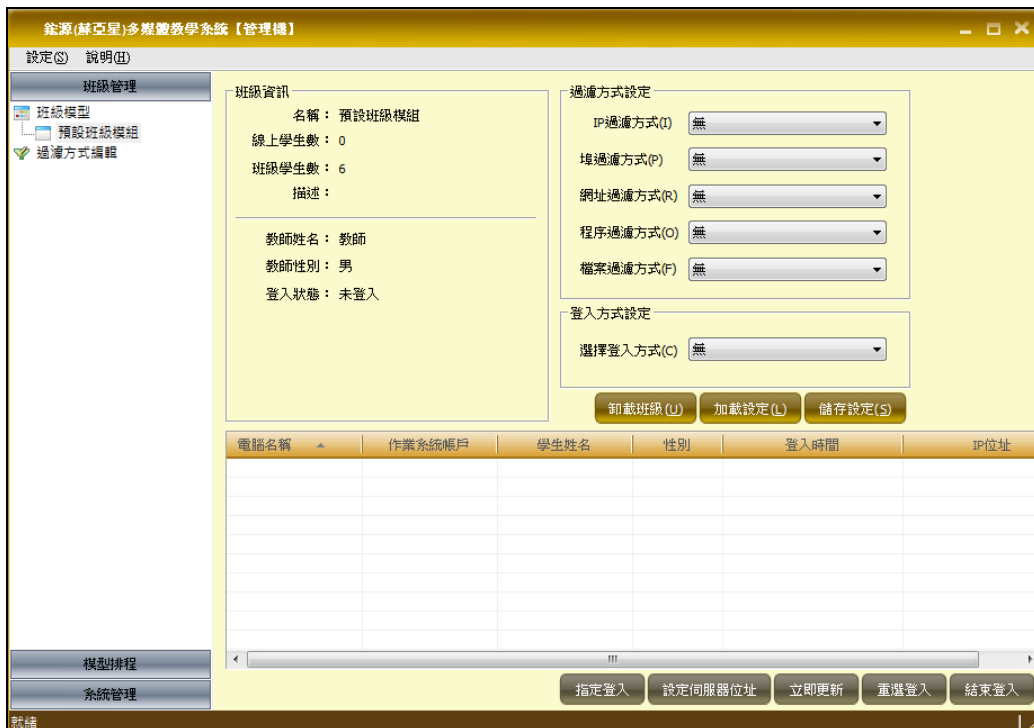 鈜源(蘇亞星)多媒體教學系統【管理機】
設定(S) 說明(H)
班級管理
班級模型
預設班級模組
過濾方式編輯
模型排程
系統管理
班級資訊
名稱： 預設班級模組
線上學生數： 0
班級學生數： 6
描述：
教師姓名： 教師
教師性別： 男
登入狀態： 未登入
過濾方式設定
IP過濾方式(I) 無
埠過濾方式(P) 無
網址過濾方式(R) 無
程序過濾方式(O) 無
檔案過濾方式(F) 無
登入方式設定
選擇登入方式(C) 無
卸載班級(U) 加載設定(L) 儲存設定(S)
電腦名稱 作業系統帳戶 學生姓名 性別 登入時間 IP位址
指定登入 設定伺服器位址 立即更新 重選登入 結束登入
就緒